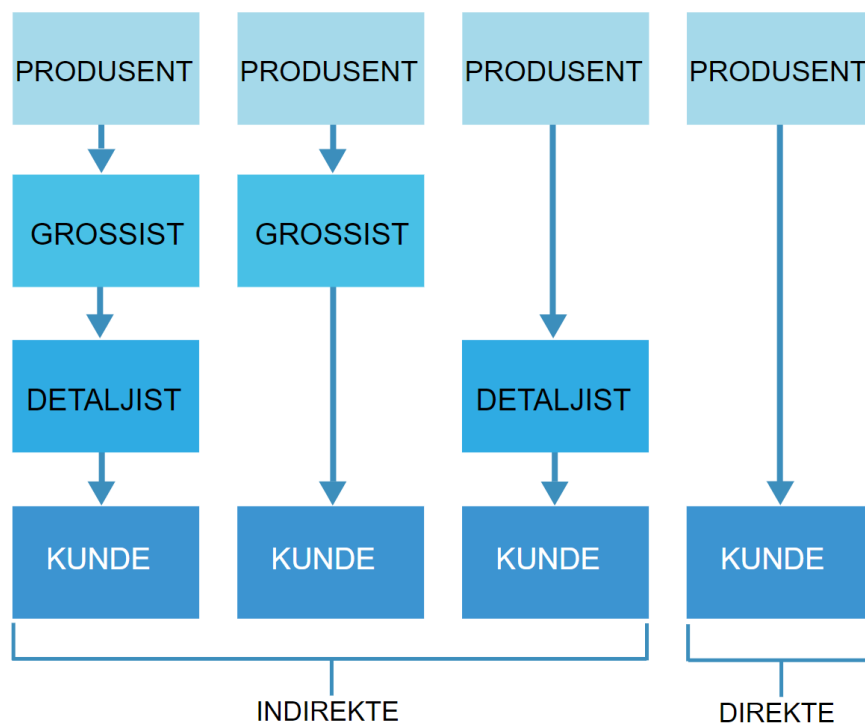 PRODUSENT PRODUSENT PRODUSENT PRODUSENT
GROSSIST GROSSIST
DETALJIST DETALJIST
KUNDE KUNDE KUNDE KUNDE
INDIREKTE DIREKTE